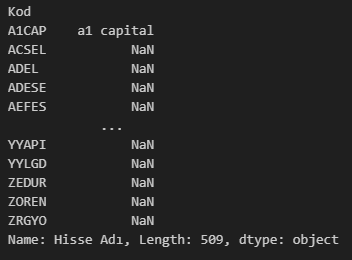 Kod
A1CAP    a1 capital
ACSEL           NaN
ADEL            NaN
ADESE           NaN
AEFES           NaN
            ...
YYAPI           NaN
YYLGD           NaN
ZEDUR           NaN
ZOREN           NaN
ZRGYO           NaN
Name: Hisse Adı, Length: 509, dtype: object